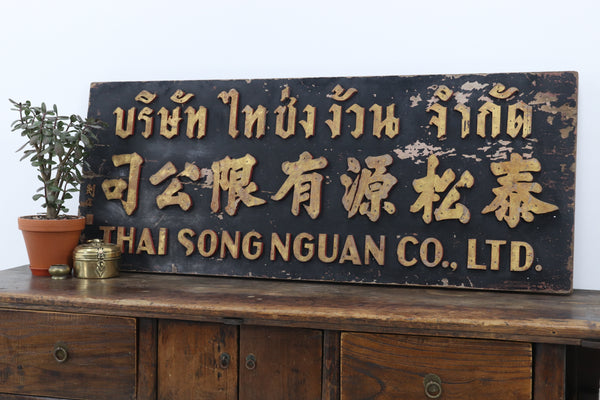 บริษัท ไทซ่งง้วน จำกัด
泰松源有限公司
THAI SONG NGUAN CO., LTD.